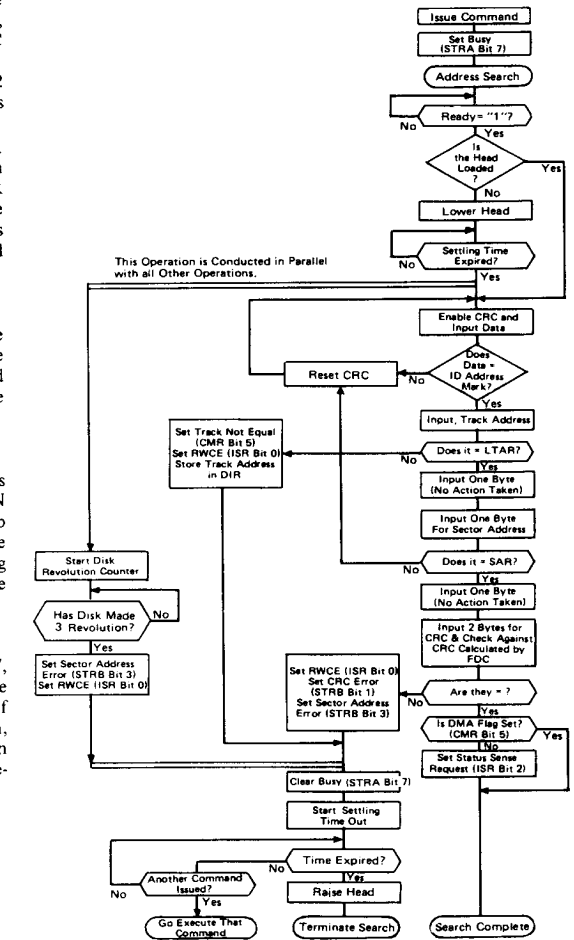 Issue Command
Set Busy
(STRA Bit 7)
Address Search
Ready= "1"?
No
Yes
Is
the Head
Loaded
?
Yes
No
Lower Head
Settling Time
Expired?
No
Yes
This Operation is Conducted in Parallel
with all Other Operations.
Enable CRC and
Input Data
Does
Data =
ID Address
Mark?
No
Reset CRC
Yes
Input, Track Address
Does it = LTAR?
No
Set Track Not Equal
(CMR Bit 5)
Set RWCE (ISR Bit 0)
Store Track Address
in DIR
Yes
Input One Byte
(No Action Taken)
Input One Byte
For Sector Address
Does it = SAR?
No
Yes
Input One Byte
(No Action Taken)
Start Disk
Revolution Counter
Has Disk Made
3 Revolution?
No
Yes
Set Sector Address
Error (STRB Bit 3)
Set RWCE (ISR Bit 0)
Input 2 Bytes for
CRC & Check Against
CRC Calculated by
FDC
Are they = ?
No
Set RWCE (ISR Bit 0)
Set CRC Error
(STRB Bit 1)
Set Sector Address
Error (STRB Bit 3)
Yes
Is DMA Flag Set?
(CMR Bit 5)
Yes
No
Set Status Sense
Request (ISR Bit 2)
Clear Busy (STRA Bit 7)
Start Settling
Time Out
Time Expired?
No
Yes
Another Command
Issued?
No
Yes
Raise Head
Go Execute That
Command
Terminate Search
Search Complete